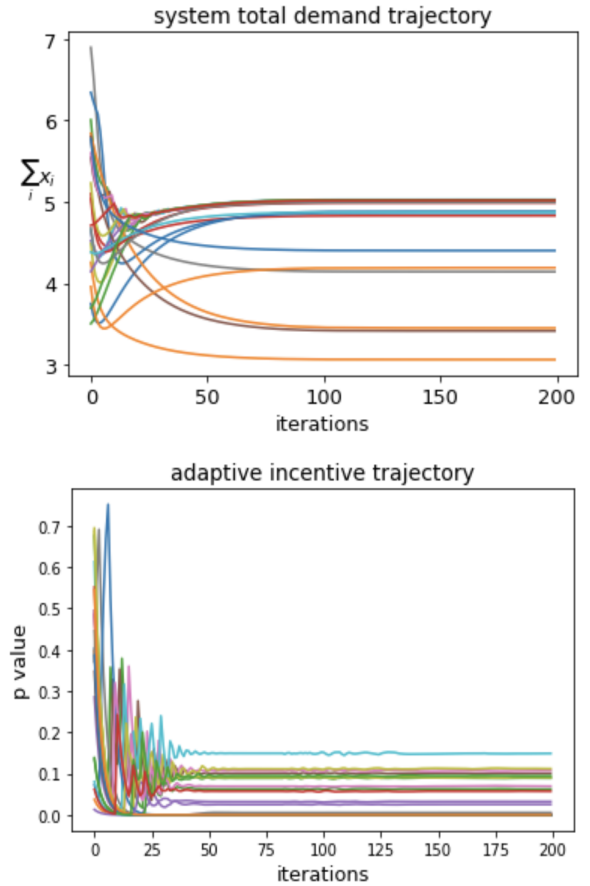 system total demand trajectory
7
6
∑xᵢ
i
5
4
3
0 50 100 150 200
iterations
adaptive incentive trajectory
0.7
0.6
0.5
0.4
p value
0.3
0.2
0.1
0.0
0 25 50 75 100 125 150 175 200
iterations